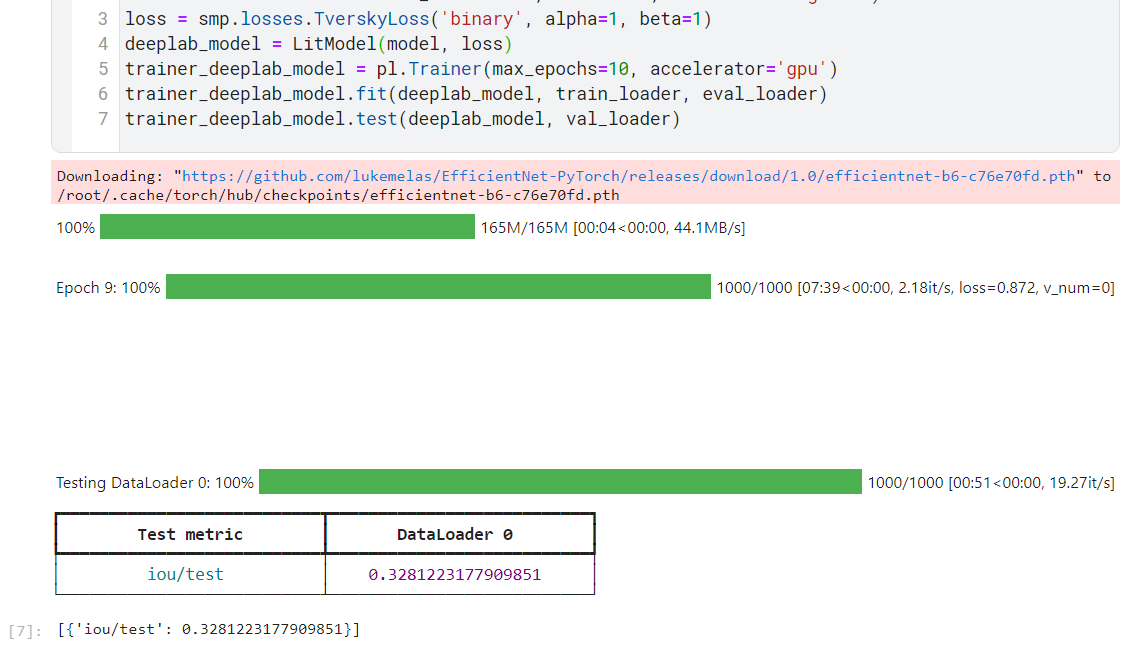 3 loss = smp.losses.TverskyLoss('binary', alpha=1, beta=1)
4 deeplab_model = LitModel(model, loss)
5 trainer_deeplab_model = pl.Trainer(max_epochs=10, accelerator='gpu')
6 trainer_deeplab_model.fit(deeplab_model, train_loader, eval_loader)
7 trainer_deeplab_model.test(deeplab_model, val_loader)
Downloading: "https://github.com/lukemelas/EfficientNet-PyTorch/releases/download/1.0/efficientnet-b6-c76e70fd.pth" to
/root/.cache/torch/hub/checkpoints/efficientnet-b6-c76e70fd.pth
100% 165M/165M [00:04<00:00, 44.1MB/s]
Epoch 9: 100% 1000/1000 [07:39<00:00, 2.18it/s, loss=0.872, v_num=0]
Testing DataLoader 0: 100% 1000/1000 [00:51<00:00, 19.27it/s]
Test metric DataLoader 0
iou/test 0.3281223177909851
[7]: [{'iou/test': 0.3281223177909851}]